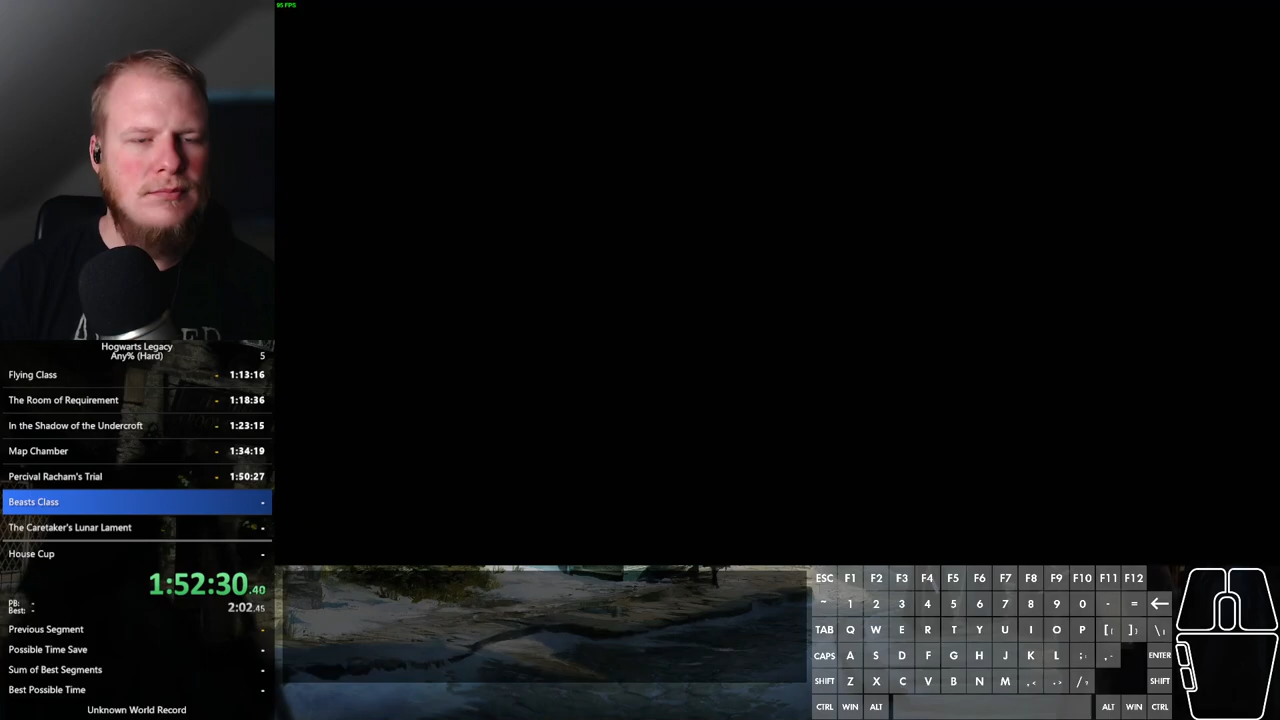 95 FPS
Hogwarts Legacy
Any% (Hard) 5
Flying Class - 1:13:16
The Room of Requirement - 1:18:36
In the Shadow of the Undercroft - 1:23:15
Map Chamber - 1:34:19
Percival Racham's Trial - 1:50:27
Beasts Class -
The Caretaker's Lunar Lament -
House Cup -
1:52:30.40
PB: -
Best: -
2:02.45
Previous Segment -
Possible Time Save -
Sum of Best Segments -
Best Possible Time -
Unknown World Record
ESC F1 F2 F3 F4 F5 F6 F7 F8 F9 F10 F11 F12
~ 1 2 3 4 5 6 7 8 9 0 - = ←
TAB Q W E R T Y U I O P [{ ]} \|
CAPS A S D F G H J K L ;: ENTER
SHIFT Z X C V B N M ,< .> /? SHIFT
CTRL WIN ALT ALT WIN CTRL